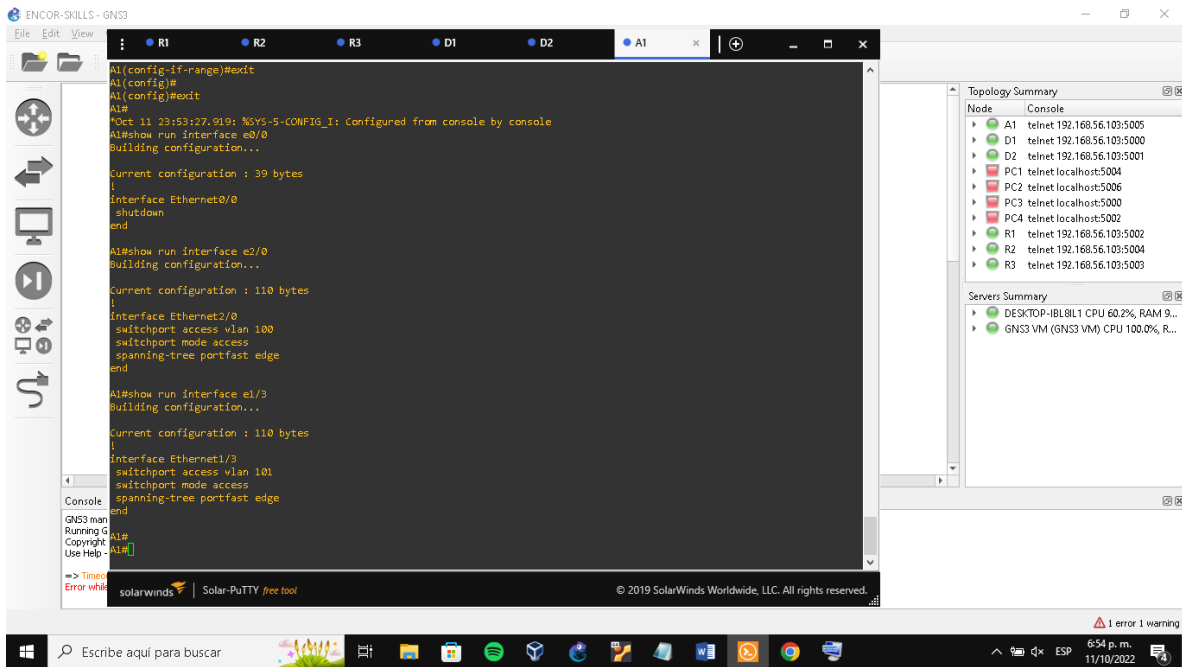 ENCOR-SKILLS - GNS3
File Edit View
R1 R2 R3 D1 D2 A1
A1(config-if-range)#exit
A1(config)#
A1(config)#exit
A1#
*Oct 11 23:53:27.919: %SYS-5-CONFIG_I: Configured from console by console
A1#show run interface e0/0
Building configuration...
Current configuration : 39 bytes
!
interface Ethernet0/0
shutdown
end
A1#show run interface e2/0
Building configuration...
Current configuration : 110 bytes
!
interface Ethernet2/0
switchport access vlan 100
switchport mode access
spanning-tree portfast edge
end
A1#show run interface e1/3
Building configuration...
Current configuration : 110 bytes
!
interface Ethernet1/3
switchport access vlan 101
switchport mode access
spanning-tree portfast edge
end
A1#
A1#
solarwinds Solar-PuTTY free tool © 2019 SolarWinds Worldwide, LLC. All rights reserved.
Topology Summary
Node Console
A1 telnet 192.168.56.103:5005
D1 telnet 192.168.56.103:5000
D2 telnet 192.168.56.103:5001
PC1 telnet localhost:5004
PC2 telnet localhost:5006
PC3 telnet localhost:5000
PC4 telnet localhost:5002
R1 telnet 192.168.56.103:5002
R2 telnet 192.168.56.103:5004
R3 telnet 192.168.56.103:5003
Servers Summary
DESKTOP-IBL8IL1 CPU 60.2%, RAM 9...
GNS3 VM (GNS3 VM) CPU 100.0%, R...
Console
GNS3 man
Running G
Copyright
Use Help -
=> Timeo
Error while
1 error 1 warning
Escribe aquí para buscar
ESP
6:54 p. m.
11/10/2022
4